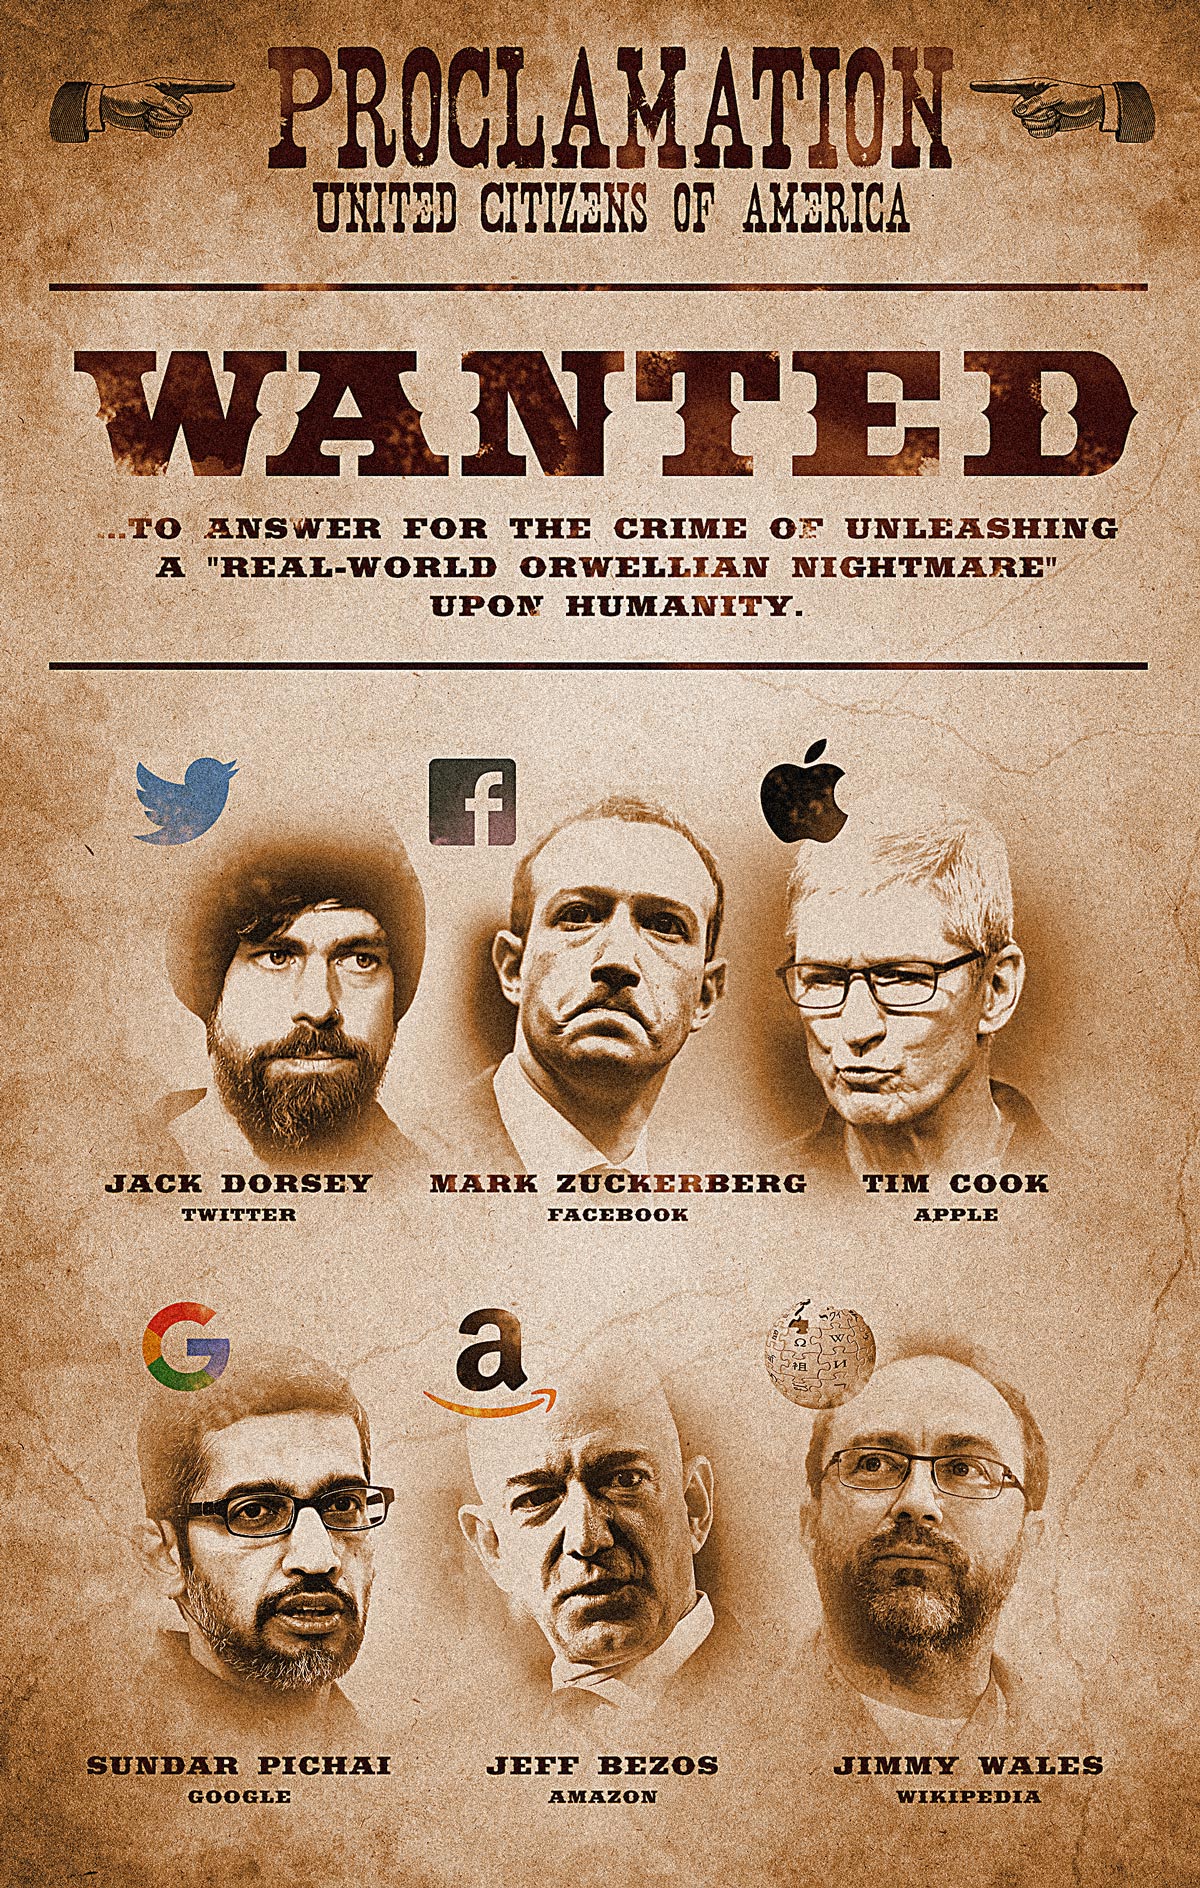 PROCLAMATION
UNITED CITIZENS OF AMERICA
WANTED
...TO ANSWER FOR THE CRIME OF UNLEASHING
A "REAL-WORLD ORWELLIAN NIGHTMARE"
UPON HUMANITY.
JACK DORSEY MARK ZUCKERBERG TIM COOK
TWITTER FACEBOOK APPLE
SUNDAR PICHAI JEFF BEZOS JIMMY WALES
GOOGLE AMAZON WIKIPEDIA